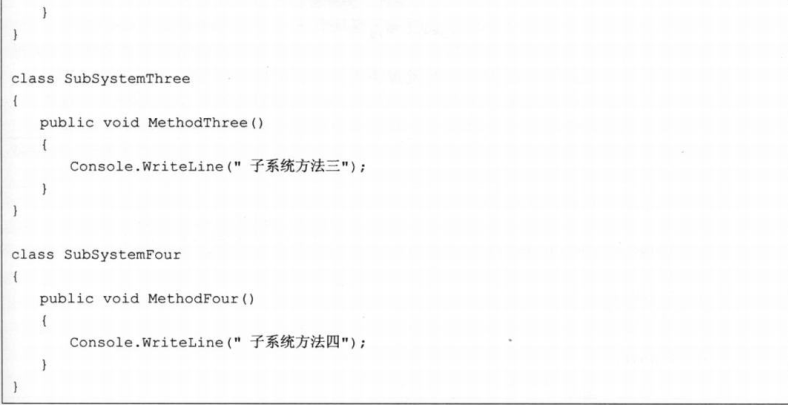 }
}

class SubSystemThree
{
    public void MethodThree()
    {
        Console.WriteLine(" 子系统方法三");
    }
}

class SubSystemFour
{
    public void MethodFour()
    {
        Console.WriteLine(" 子系统方法四");
    }
}